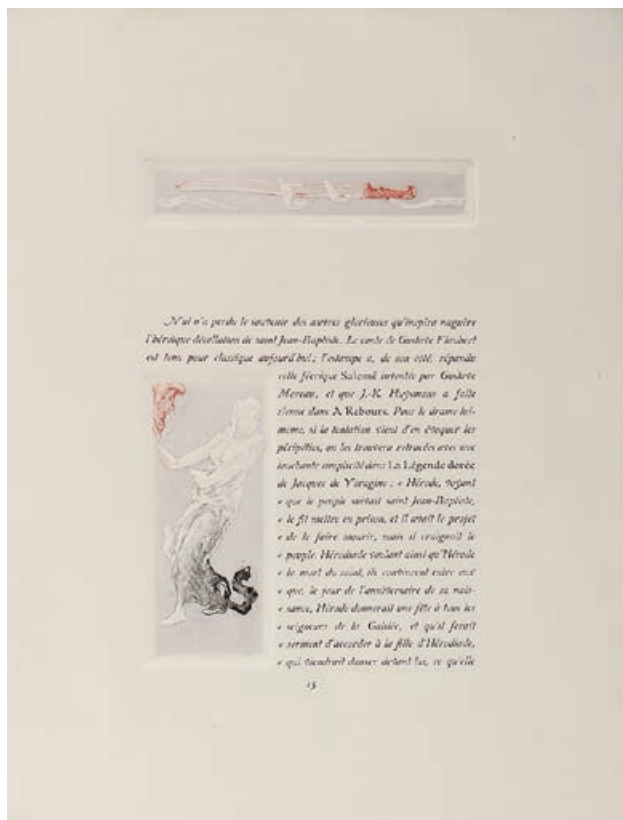 Nul n'a perdu le souvenir des œuvres glorieuses qu'inspira naguère
l'héroïque décollation de saint Jean-Baptiste. Le conte de Gustave Flaubert
est tenu pour classique aujourd'hui ; l'estampe a, de son côté, répandu
cette féerique Salomé inventée par Gustave
Moreau, et que J.-K. Huysmans a faite
sienne dans A Rebours. Pour le drame lui-
même, si la tentation vient d'en évoquer les
péripéties, on les trouvera retracées avec une
touchante simplicité dans La Légende dorée
de Jacques de Voragine : « Hérode, voyant
« que le peuple suivait saint Jean-Baptiste,
« le fit mettre en prison, et il avait le projet
« de le faire mourir, mais il craignait le
« peuple. Hérodiade voulant ainsi qu'Hérode
« la mort du saint, ils convinrent entre eux
« que, le jour de l'anniversaire de sa nais-
« sance, Hérode donnerait une fête à tous les
« seigneurs de la Galilée, et qu'il ferait
« serment d'accorder à la fille d'Hérodiade,
« qui viendrait danser devant lui, ce qu'elle
15